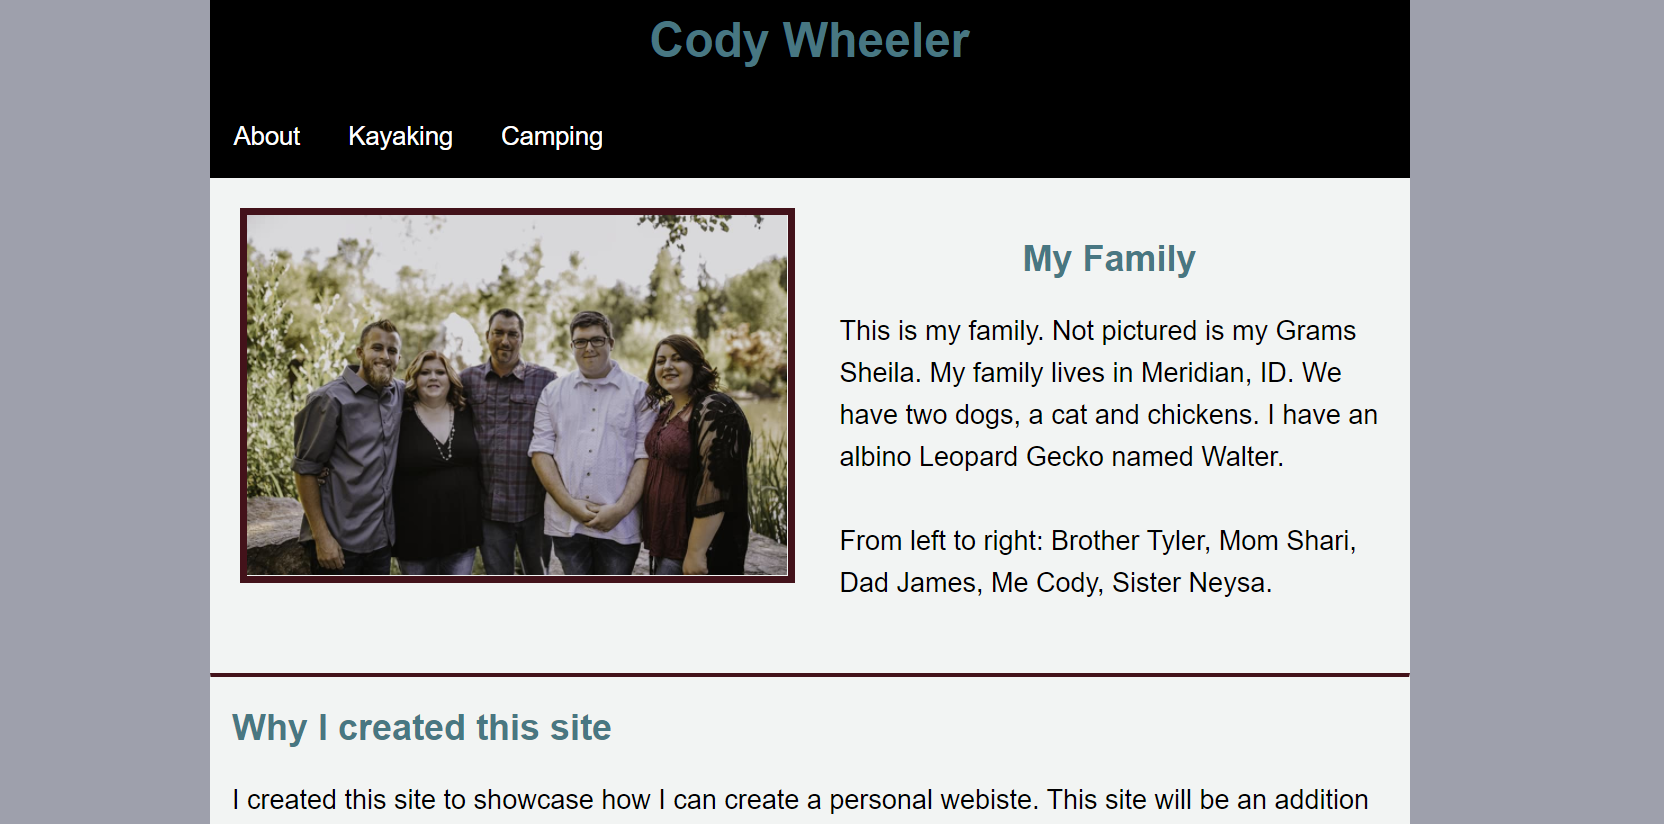 Cody Wheeler
About Kayaking Camping
My Family
This is my family. Not pictured is my Grams
Sheila. My family lives in Meridian, ID. We
have two dogs, a cat and chickens. I have an
albino Leopard Gecko named Walter.
From left to right: Brother Tyler, Mom Shari,
Dad James, Me Cody, Sister Neysa.
Why I created this site
I created this site to showcase how I can create a personal webiste. This site will be an addition